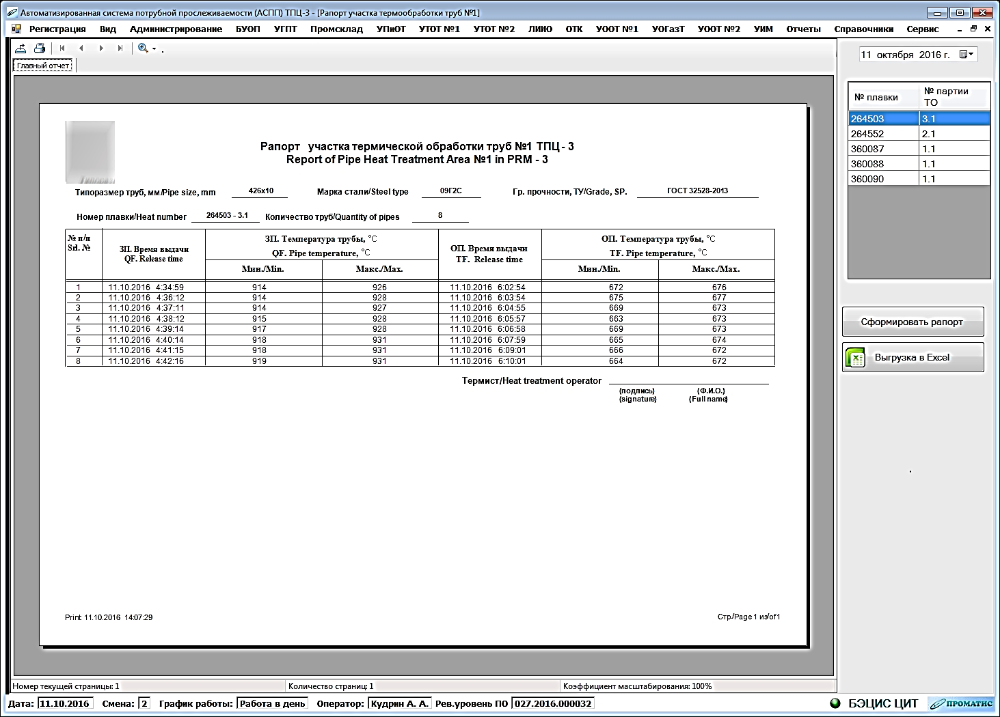 Автоматизированная система потрубной прослеживаемости (АСПП) ТПЦ-3 - [Рапорт участка термообработки труб №1]
Регистрация Вид Администрирование БУОП УГПТ Промсклад УПиОТ УТОТ №1 УТОТ №2 ЛИИО ОТК УООТ №1 УОГазТ УООТ №2 УИМ Отчеты Справочники Сервис
Главный отчет
11 октября 2016 г.
№ плавки № партии ТО
264503 3.1
264552 2.1
360087 1.1
360088 1.1
360090 1.1
Сформировать рапорт
Выгрузка в Excel
Рапорт участка термической обработки труб №1 ТПЦ - 3
Report of Pipe Heat Treatment Area №1 in PRM - 3
Типоразмер труб, мм/Pipe size, mm 426x10 Марка стали/Steel type 09Г2С Гр. прочности, ТУ/Grade, SP. ГОСТ 32528-2013
Номер плавки/Heat number 264503 - 3.1 Количество труб/Quantity of pipes 8
№ п/п ЗП. Время выдачи ЗП. Температура трубы, °C ОП. Время выдачи ОП. Температура трубы, °C
Srl. № QF. Release time QF. Pipe temperature, °C TF. Release time TF. Pipe temperature, °C
Мин./Min. Макс./Max. Мин./Min. Макс./Max.
1 11.10.2016 4:34:59 914 926 11.10.2016 6:02:54 672 676
2 11.10.2016 4:36:12 914 928 11.10.2016 6:03:54 675 677
3 11.10.2016 4:37:11 914 927 11.10.2016 6:04:55 669 673
4 11.10.2016 4:38:12 915 928 11.10.2016 6:05:57 663 673
5 11.10.2016 4:39:14 917 928 11.10.2016 6:06:58 669 673
6 11.10.2016 4:40:14 918 931 11.10.2016 6:07:59 665 674
7 11.10.2016 4:41:15 918 931 11.10.2016 6:09:01 666 672
8 11.10.2016 4:42:16 919 931 11.10.2016 6:10:01 664 672
Термист/Heat treatment operator
(подпись) (Ф.И.О.)
(signature) (Full name)
Print 11.10.2016 14:07:29 Стр./Page 1 из/of 1
Номер текущей страницы: 1 Количество страниц: 1 Коэффициент масштабирования: 100%
Дата: 11.10.2016 Смена: 2 График работы: Работа в день Оператор: Кудрин А. А. Рев.уровень ПО 027.2016.000032 БЭЦИС ЦИТ ПРОМАТИС